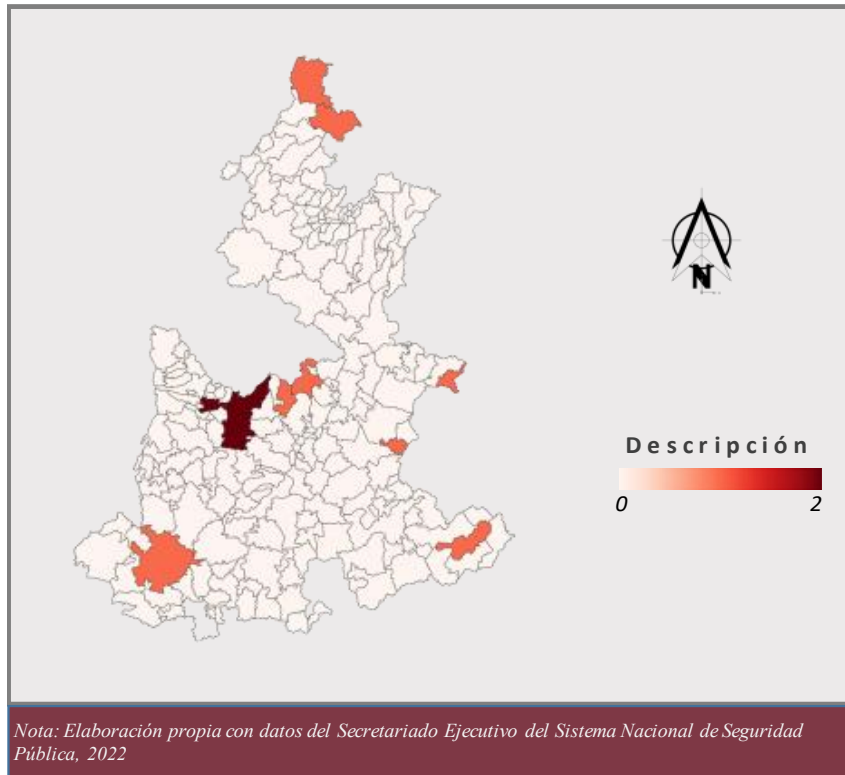 N
Descripción
0 2
Nota: Elaboración propia con datos del Secretariado Ejecutivo del Sistema Nacional de Seguridad
Pública, 2022